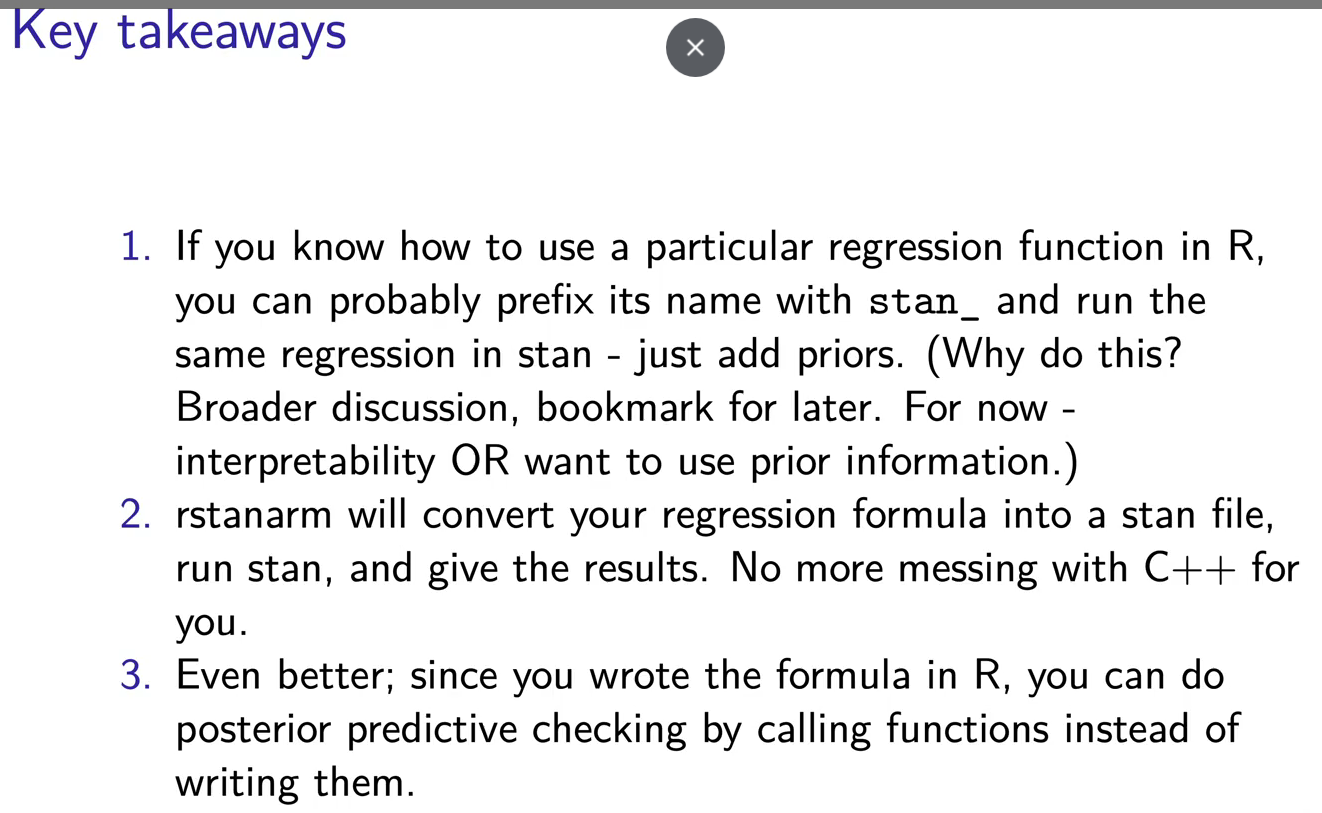 Key takeaways
1. If you know how to use a particular regression function in R,
you can probably prefix its name with stan_ and run the
same regression in stan - just add priors. (Why do this?
Broader discussion, bookmark for later. For now -
interpretability OR want to use prior information.)
2. rstanarm will convert your regression formula into a stan file,
run stan, and give the results. No more messing with C++ for
you.
3. Even better; since you wrote the formula in R, you can do
posterior predictive checking by calling functions instead of
writing them.